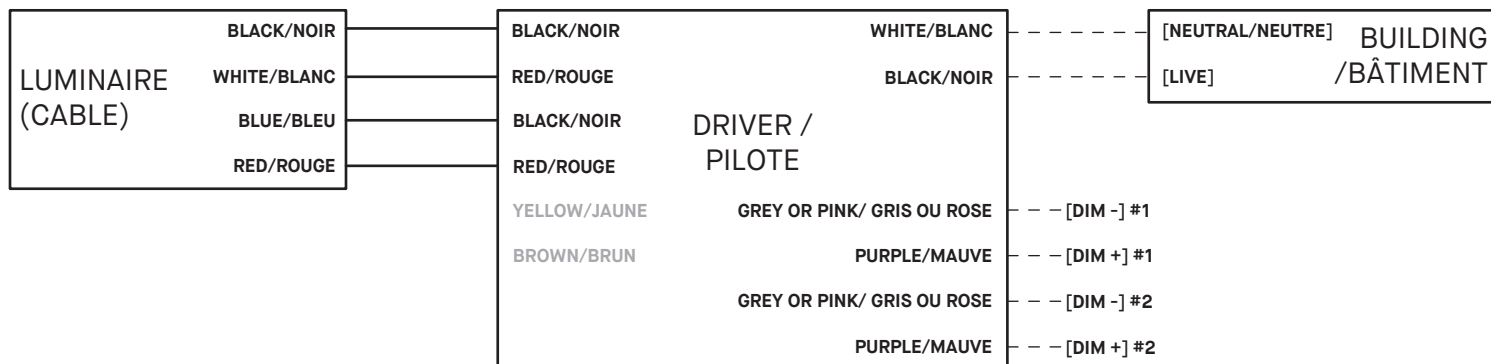 LUMINAIRE
(CABLE)
BLACK/NOIR
WHITE/BLANC
BLUE/BLEU
RED/ROUGE
BLACK/NOIR
RED/ROUGE
BLACK/NOIR
RED/ROUGE
YELLOW/JAUNE
BROWN/BRUN
DRIVER /
PILOTE
WHITE/BLANC
BLACK/NOIR
GREY OR PINK/ GRIS OU ROSE
PURPLE/MAUVE
GREY OR PINK/ GRIS OU ROSE
PURPLE/MAUVE
[NEUTRAL/NEUTRE]
[LIVE]
BUILDING
/BÂTIMENT
[DIM -] #1
[DIM +] #1
[DIM -] #2
[DIM +] #2